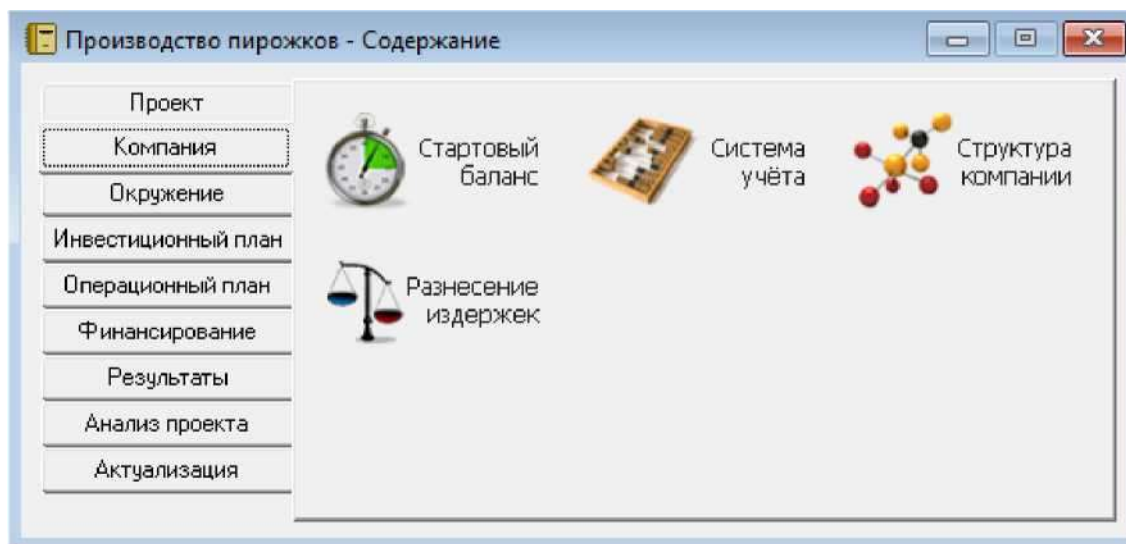 Производство пирожков - Содержание
Проект
Компания
Окружение
Инвестиционный план
Операционный план
Финансирование
Результаты
Анализ проекта
Актуализация
Стартовый
баланс
Система
учёта
Структура
компании
Разнесение
издержек